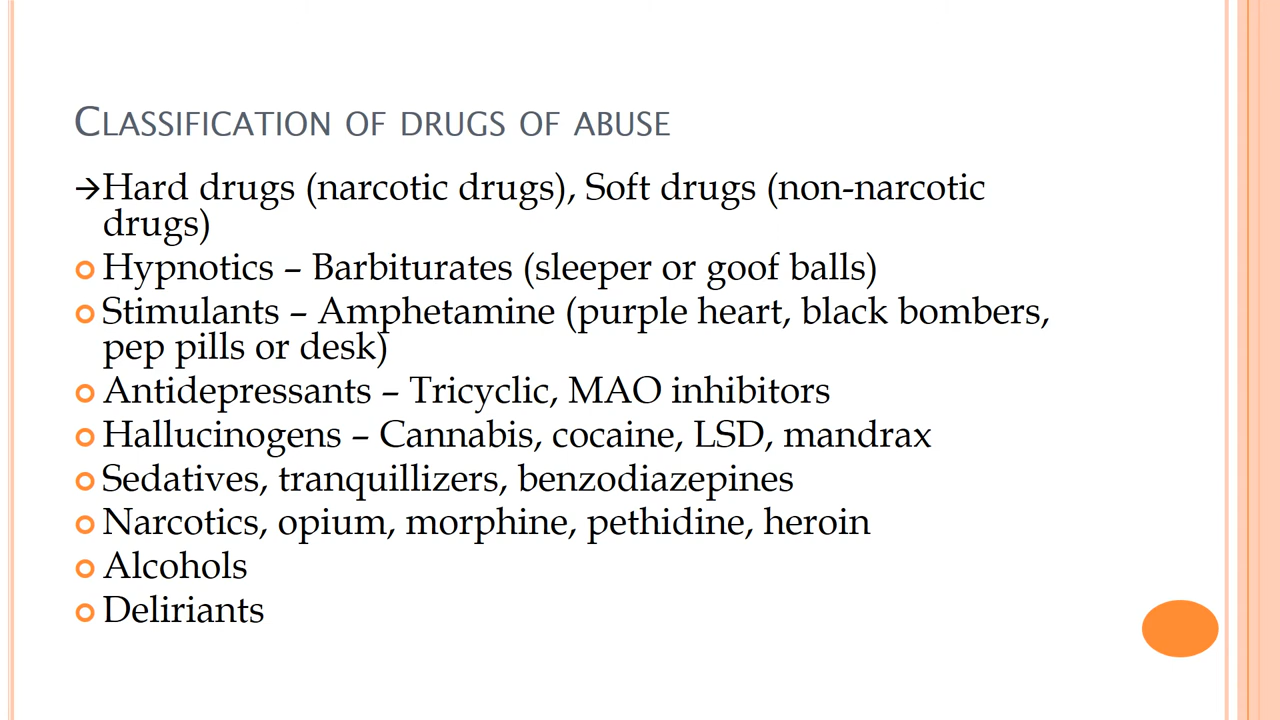 CLASSIFICATION OF DRUGS OF ABUSE
→Hard drugs (narcotic drugs), Soft drugs (non-narcotic
drugs)
Hypnotics – Barbiturates (sleeper or goof balls)
Stimulants – Amphetamine (purple heart, black bombers,
pep pills or desk)
Antidepressants – Tricyclic, MAO inhibitors
Hallucinogens – Cannabis, cocaine, LSD, mandrax
Sedatives, tranquillizers, benzodiazepines
Narcotics, opium, morphine, pethidine, heroin
Alcohols
Deliriants